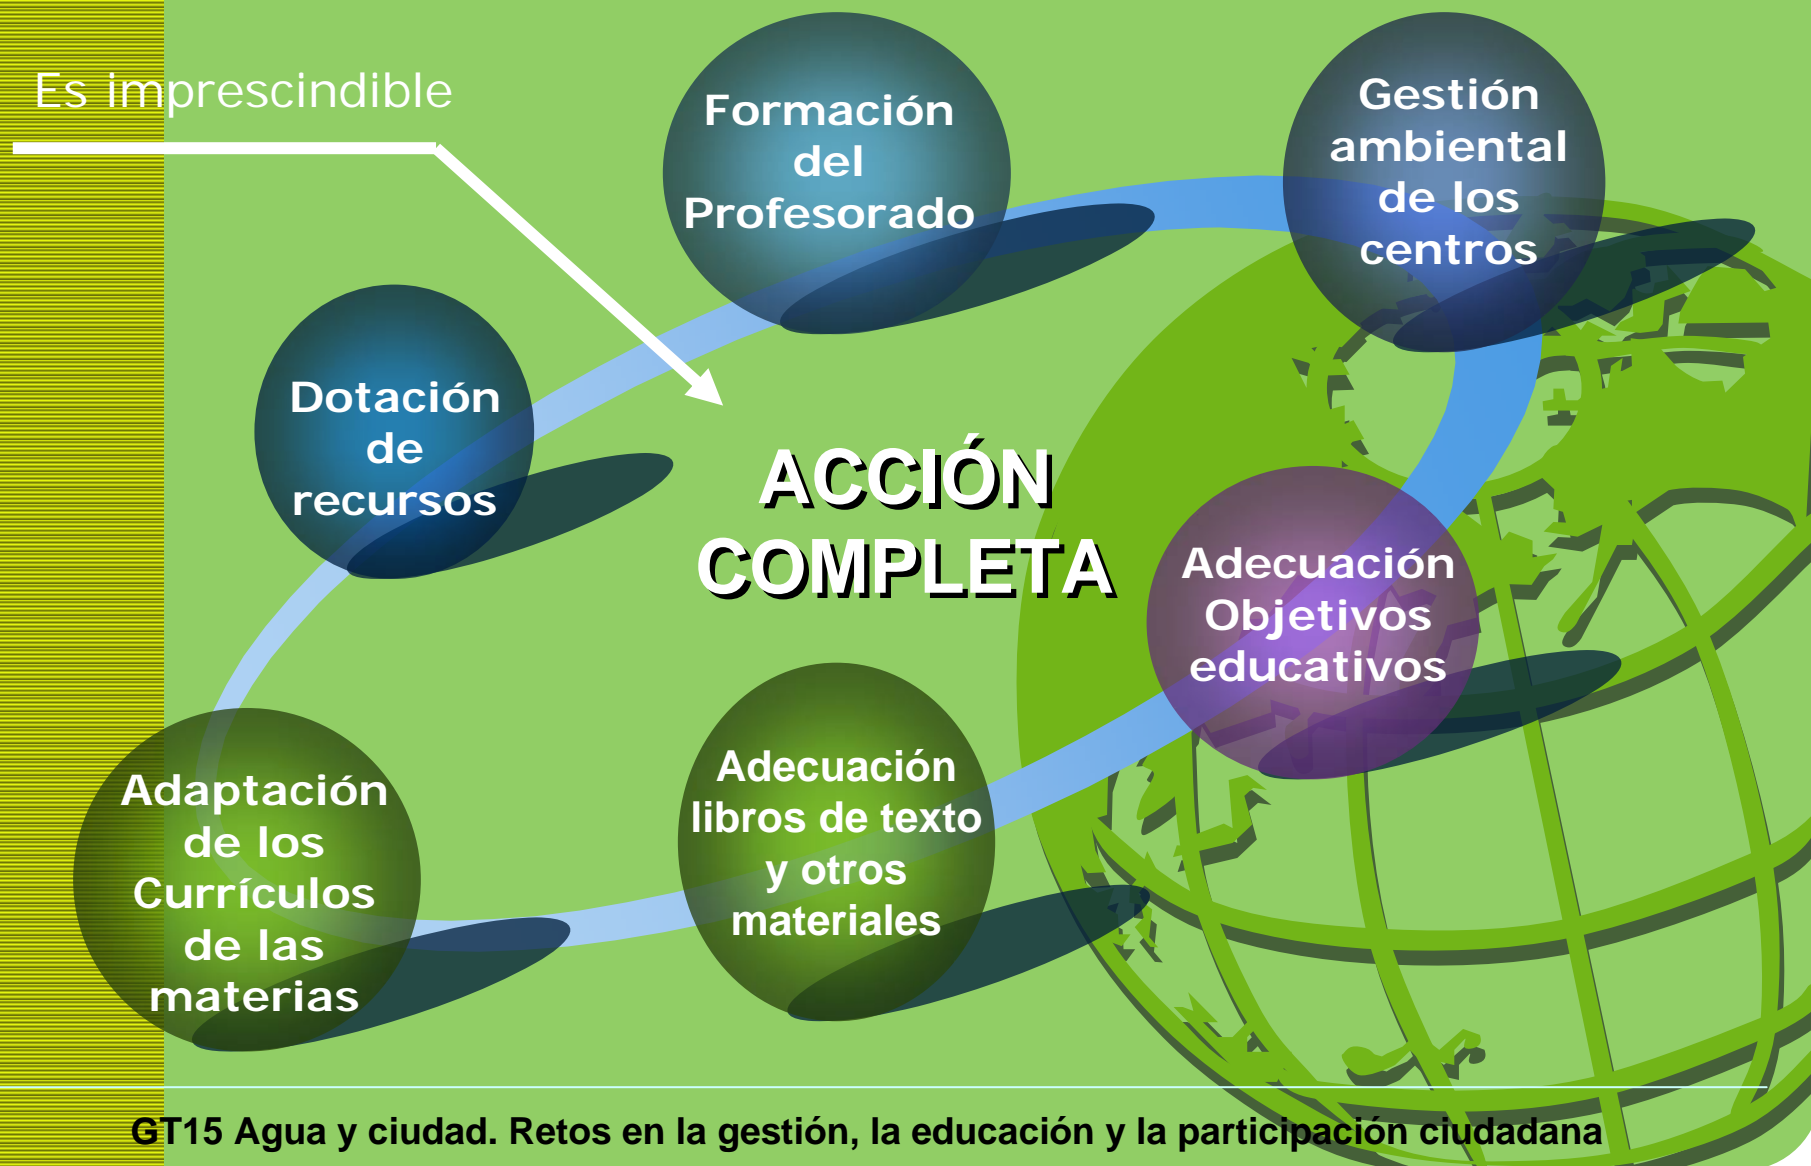 Es imprescindible
Formación
del
Profesorado
Gestión
ambiental
de los
centros
Dotación
de
recursos
ACCIÓN
COMPLETA
Adecuación
Objetivos
educativos
Adaptación
de los
Currículos
de las
materias
Adecuación
libros de texto
y otros
materiales
GT15 Agua y ciudad. Retos en la gestión, la educación y la participación ciudadana